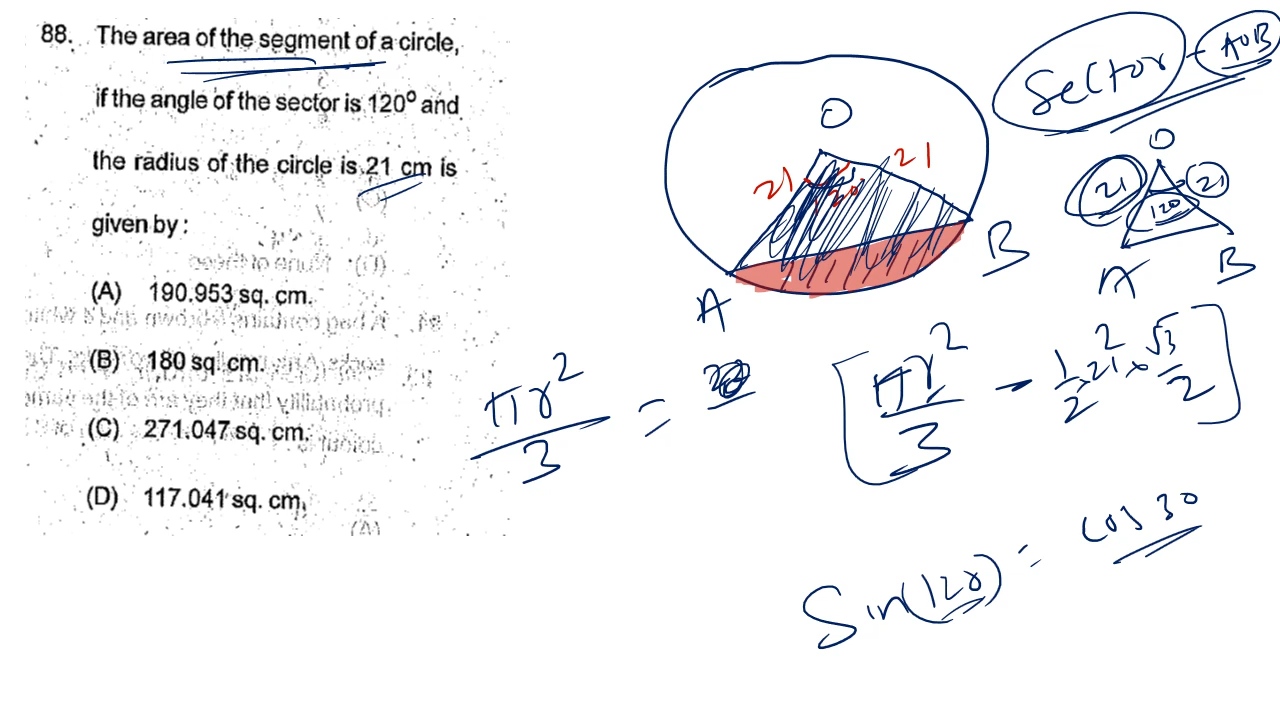 88. The area of the segment of a circle,
if the angle of the sector is 120° and
the radius of the circle is 21 cm is
given by :
(A) 190.953 sq. cm.
(B) 180 sq. cm.
(C) 271.047 sq. cm.
(D) 117.041 sq. cm.
Sector - AOB
O
21
21
120
A
B
O
21
21
120
A
B
πr²/3 =
[πr²/3 - 1/2 × 21² × √3/2]
Sin(120) = cos 30